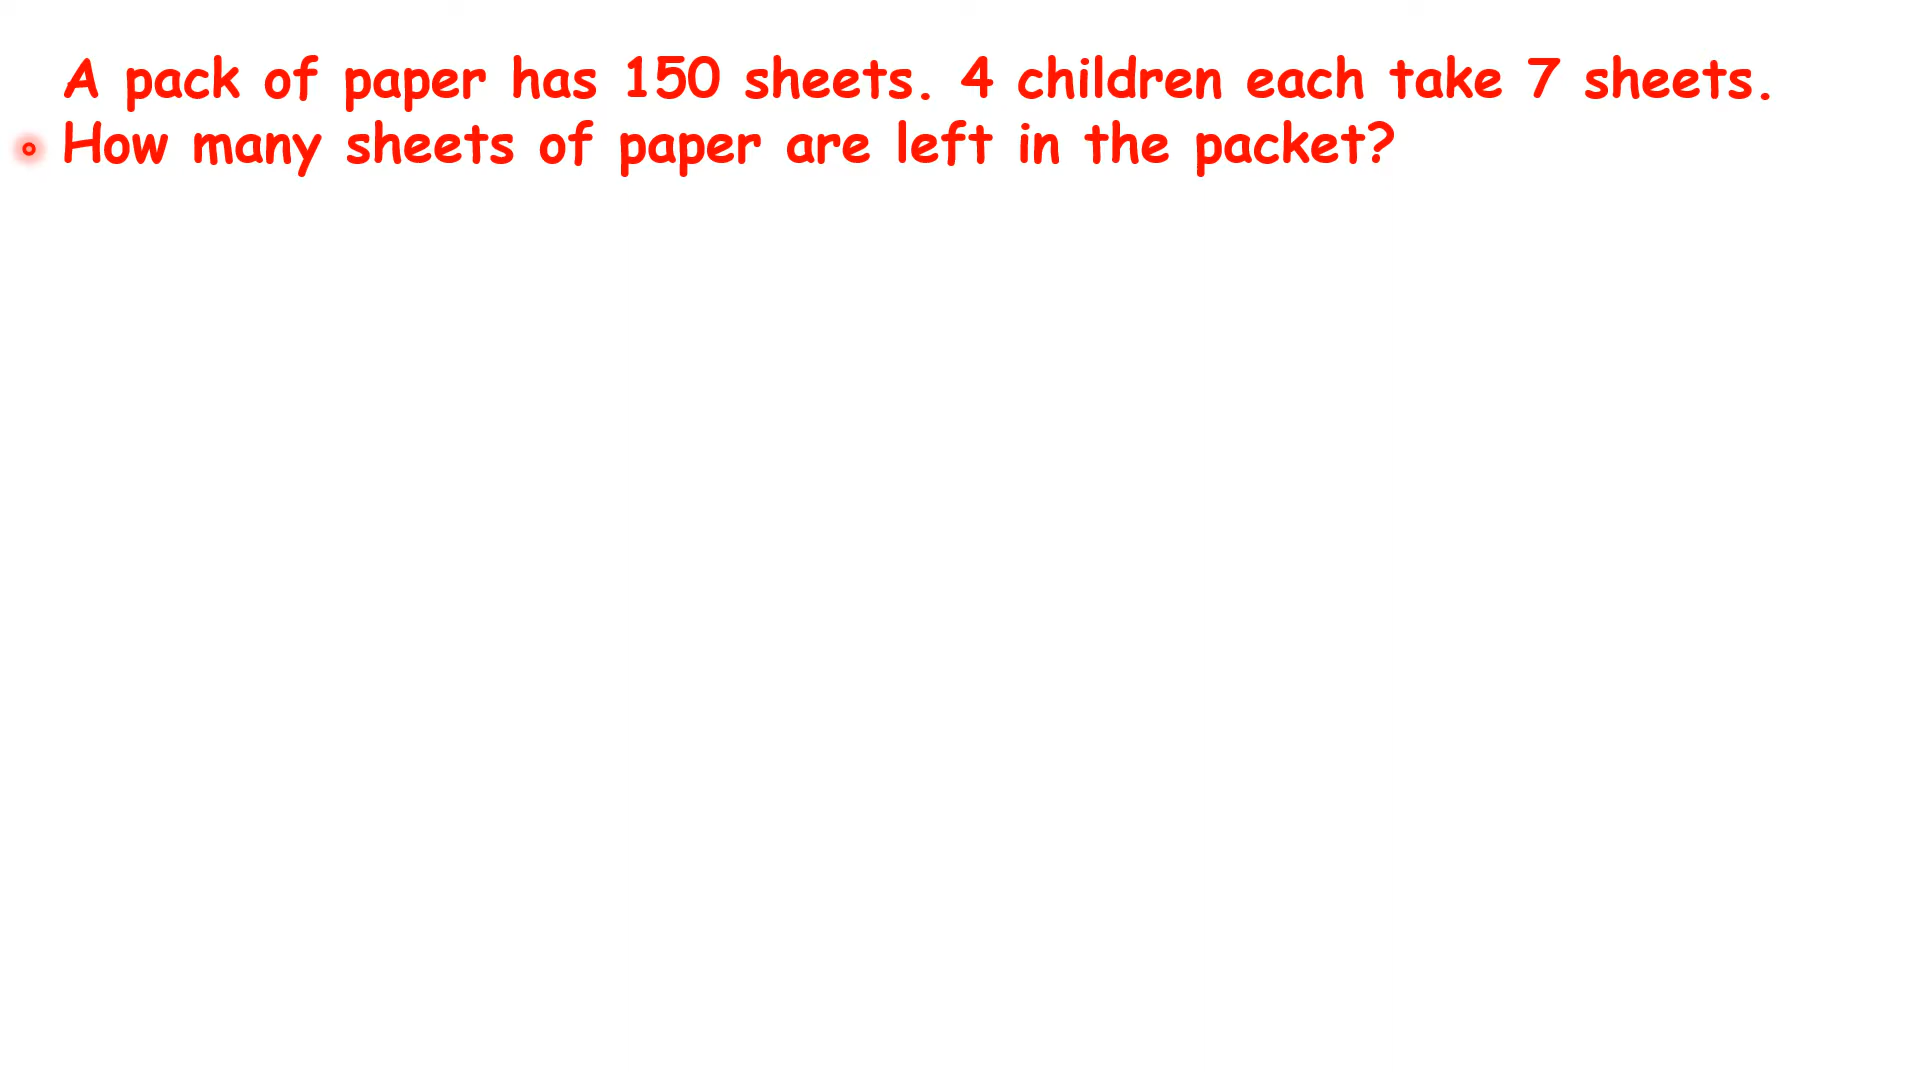 A pack of paper has 150 sheets. 4 children each take 7 sheets.
How many sheets of paper are left in the packet?